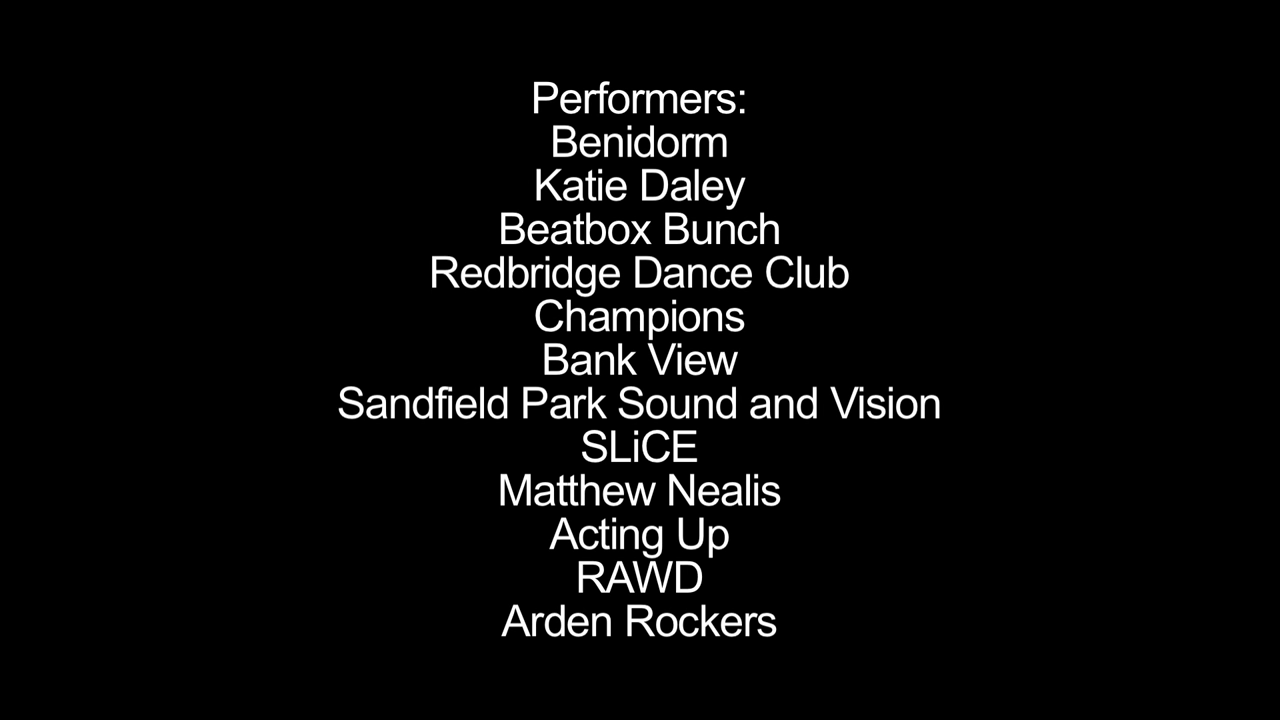 Performers:
Benidorm
Katie Daley
Beatbox Bunch
Redbridge Dance Club
Champions
Bank View
Sandfield Park Sound and Vision
SLiCE
Matthew Nealis
Acting Up
RAWD
Arden Rockers